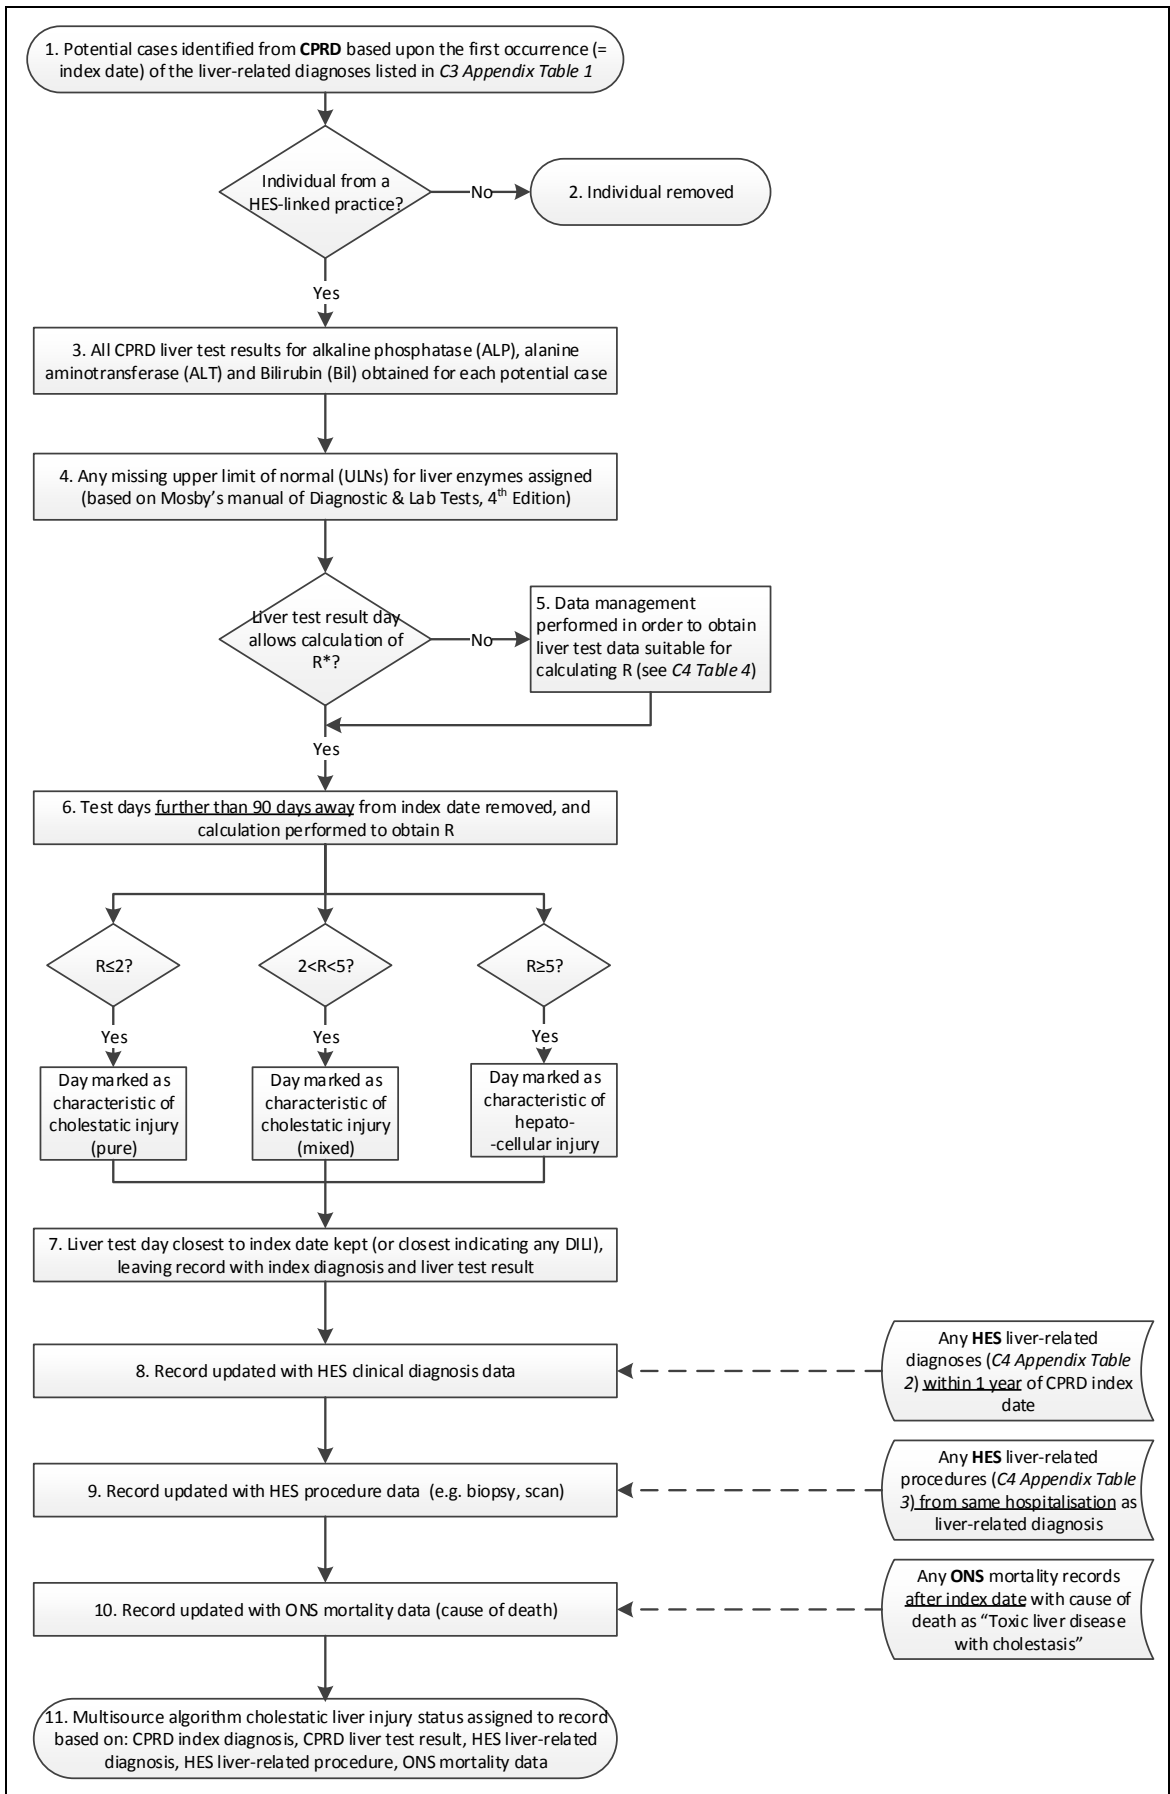 1. Potential cases identified from CPRD based upon the first occurrence (=
index date) of the liver-related diagnoses listed in C3 Appendix Table 1
Individual from a
HES-linked practice?
No
2. Individual removed
Yes
3. All CPRD liver test results for alkaline phosphatase (ALP), alanine
aminotransferase (ALT) and Bilirubin (Bil) obtained for each potential case
4. Any missing upper limit of normal (ULNs) for liver enzymes assigned
(based on Mosby's manual of Diagnostic & Lab Tests, 4th Edition)
Liver test result day
allows calculation of
R*?
No
5. Data management
performed in order to obtain
liver test data suitable for
calculating R (see C4 Table 4)
Yes
6. Test days further than 90 days away from index date removed, and
calculation performed to obtain R
R≤2?
2<R<5?
R≥5?
Yes
Yes
Yes
Day marked as
characteristic of
cholestatic injury
(pure)
Day marked as
characteristic of
cholestatic injury
(mixed)
Day marked as
characteristic of
hepato-
-cellular injury
7. Liver test day closest to index date kept (or closest indicating any DILI),
leaving record with index diagnosis and liver test result
8. Record updated with HES clinical diagnosis data
Any HES liver-related
diagnoses (C4 Appendix Table
2) within 1 year of CPRD index
date
9. Record updated with HES procedure data (e.g. biopsy, scan)
Any HES liver-related
procedures (C4 Appendix Table
3) from same hospitalisation as
liver-related diagnosis
10. Record updated with ONS mortality data (cause of death)
Any ONS mortality records
after index date with cause of
death as "Toxic liver disease
with cholestasis"
11. Multisource algorithm cholestatic liver injury status assigned to record
based on: CPRD index diagnosis, CPRD liver test result, HES liver-related
diagnosis, HES liver-related procedure, ONS mortality data